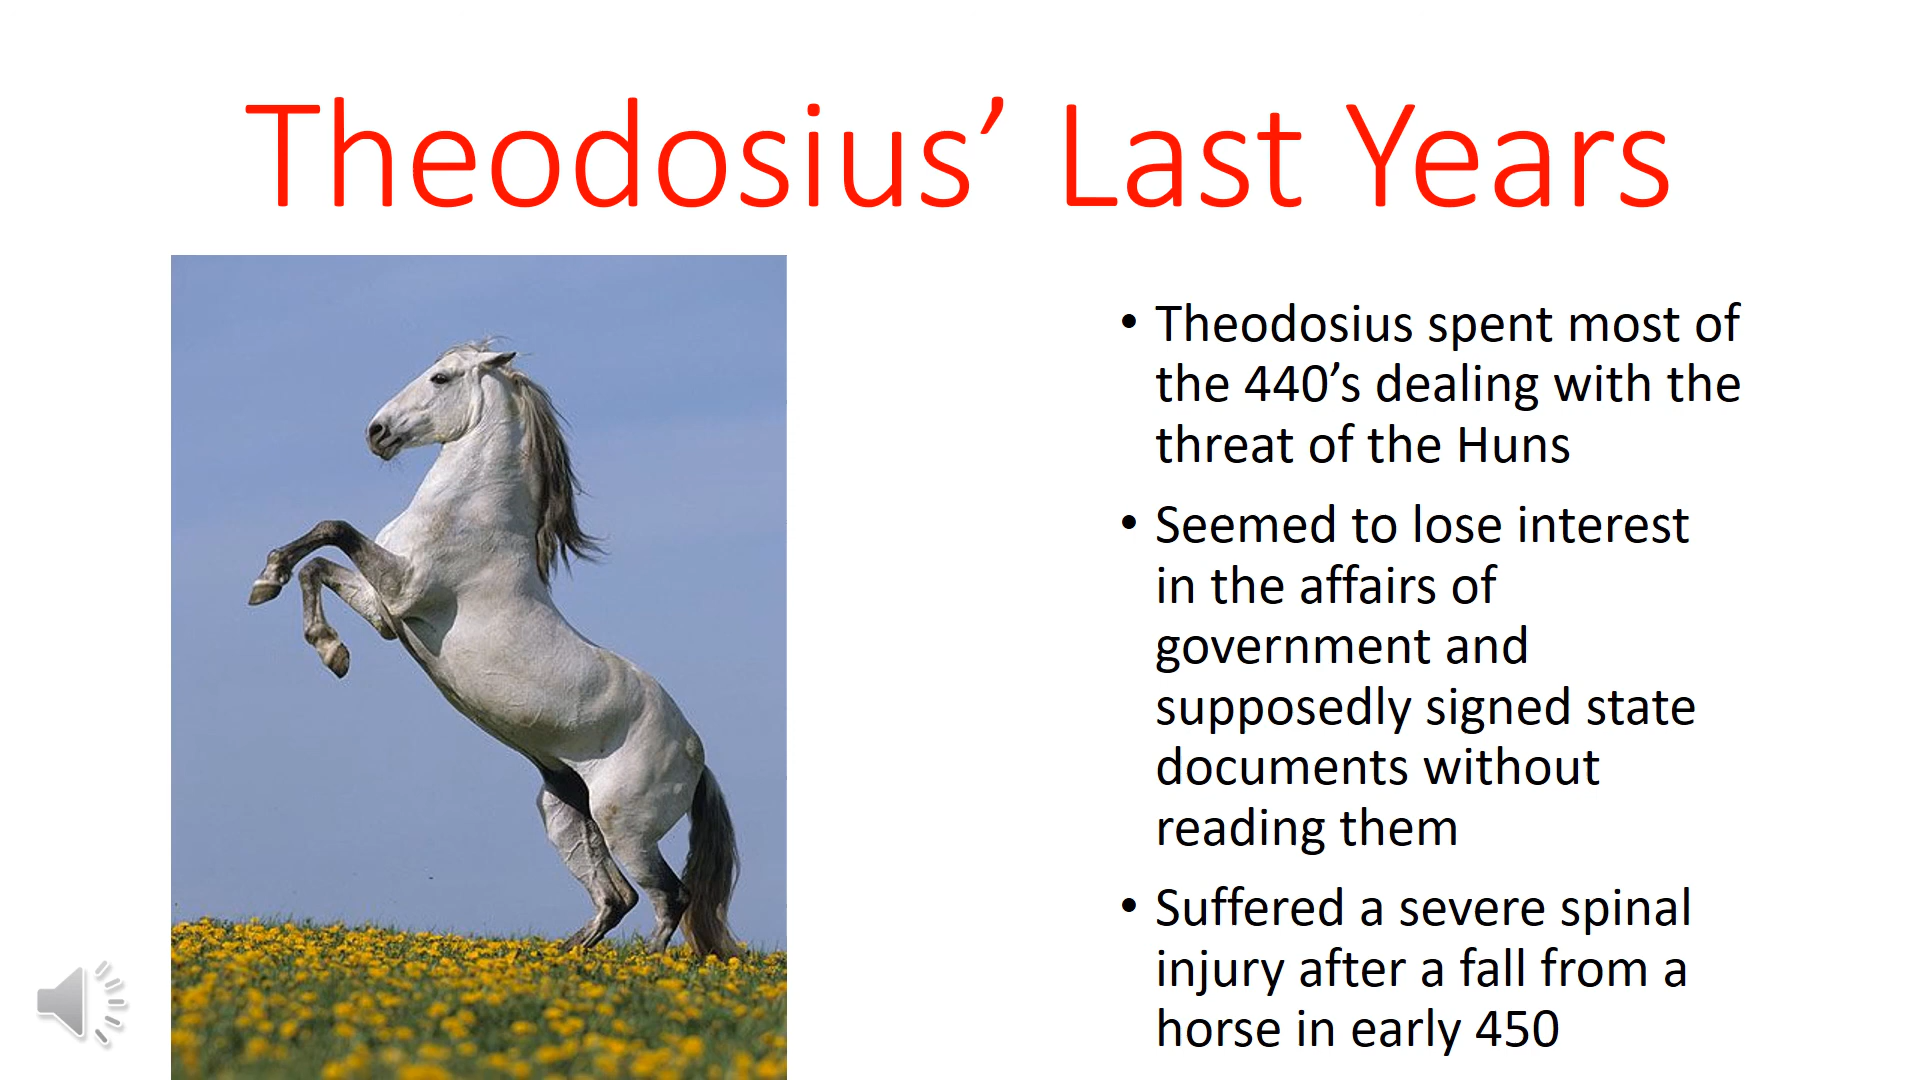 Theodosius’ Last Years
• Theodosius spent most of
the 440’s dealing with the
threat of the Huns
• Seemed to lose interest
in the affairs of
government and
supposedly signed state
documents without
reading them
• Suffered a severe spinal
injury after a fall from a
horse in early 450